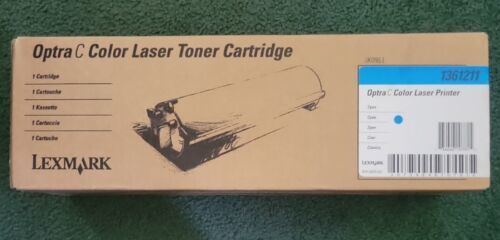 Optra C Color Laser Toner Cartridge
1 Cartridge
1 Cartouche
1 Kassette
1 Cartuccia
1 Cartucho
LEXMARK
1361211
Optra C Color Laser Printer
Cyan
LEXMARK